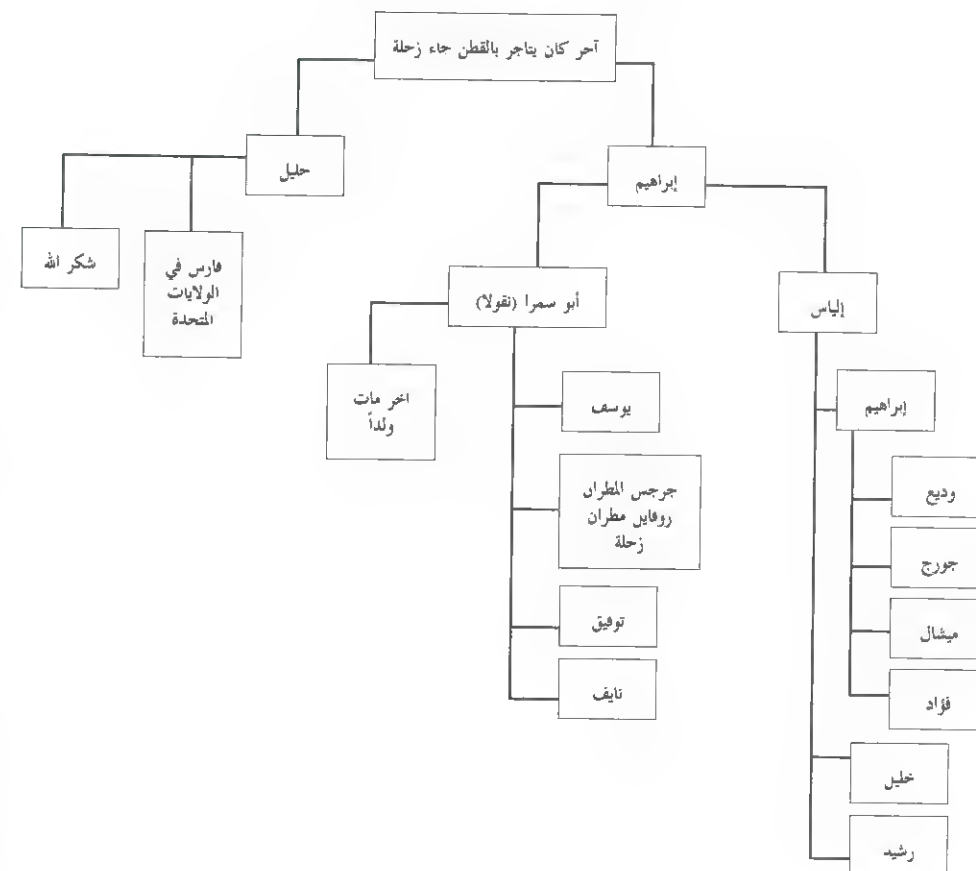 آخر كان يتاجر بالقطن جاء زحلة
خليل
إبراهيم
شكر الله
فارس في
الولايات
المتحدة
أبو سمرا (نقولا)
إلياس
اخر مات
ولداً
يوسف
إبراهيم
جرجس المطران
روفايل مطران
زحلة
وديع
جورج
توفيق
ميشال
نايف
فؤاد
خليل
رشيد